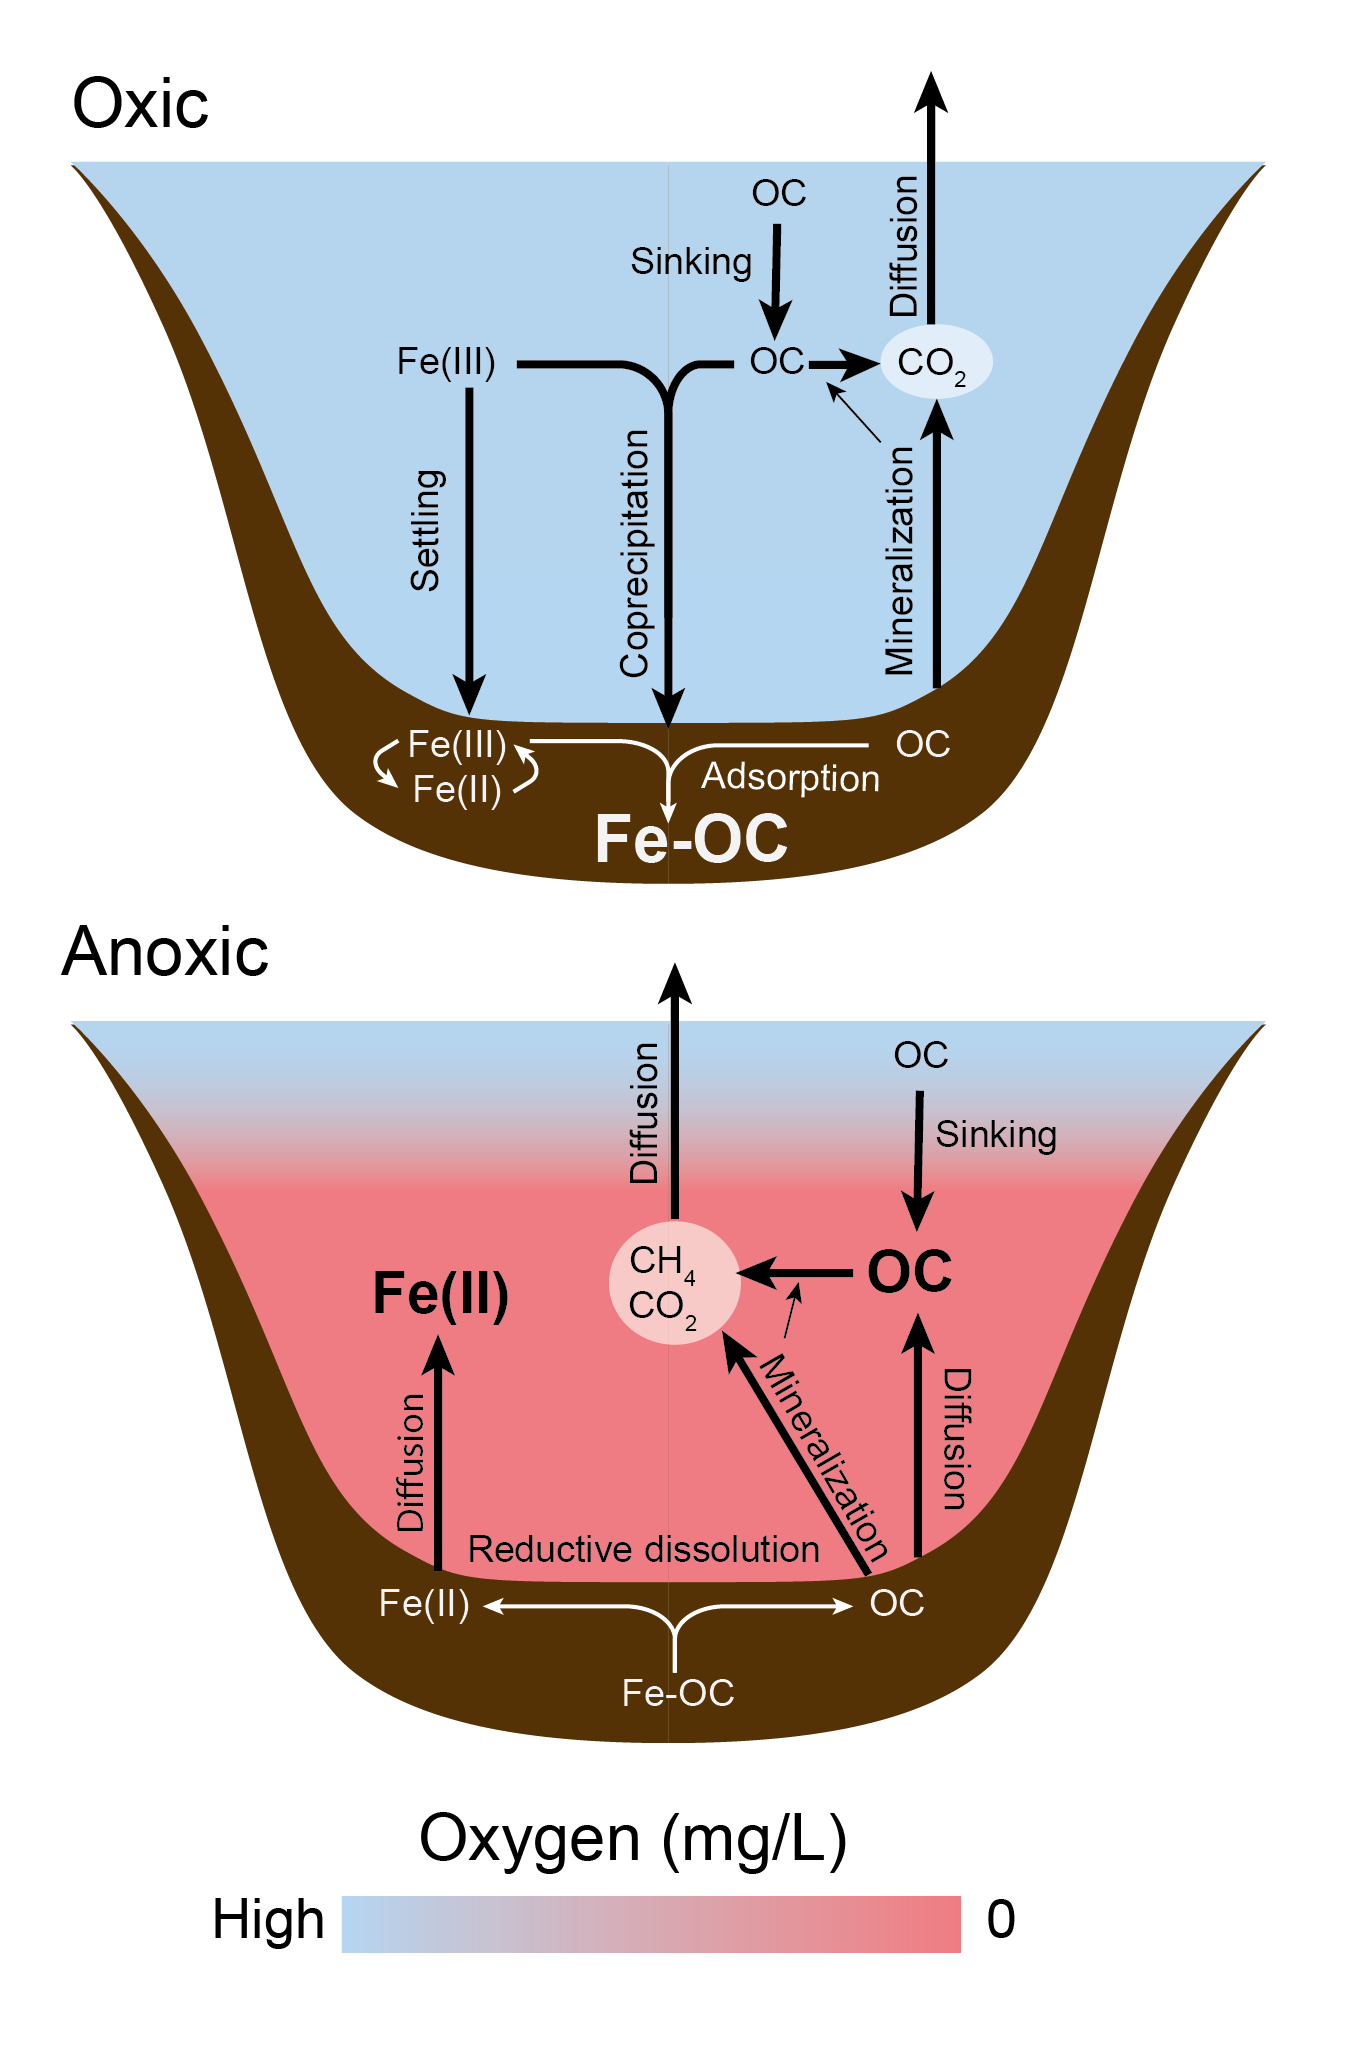 Oxic
OC
Sinking
Diffusion
Fe(III)
OC
CO2
Settling
Coprecipitation
Mineralization
Fe(III)
OC
Fe(II)
Adsorption
Fe-OC
Anoxic
Diffusion
OC
Sinking
CH4
CO2
OC
Fe(II)
Diffusion
Mineralization
Diffusion
Reductive dissolution
Fe(II)
OC
Fe-OC
Oxygen (mg/L)
High
0